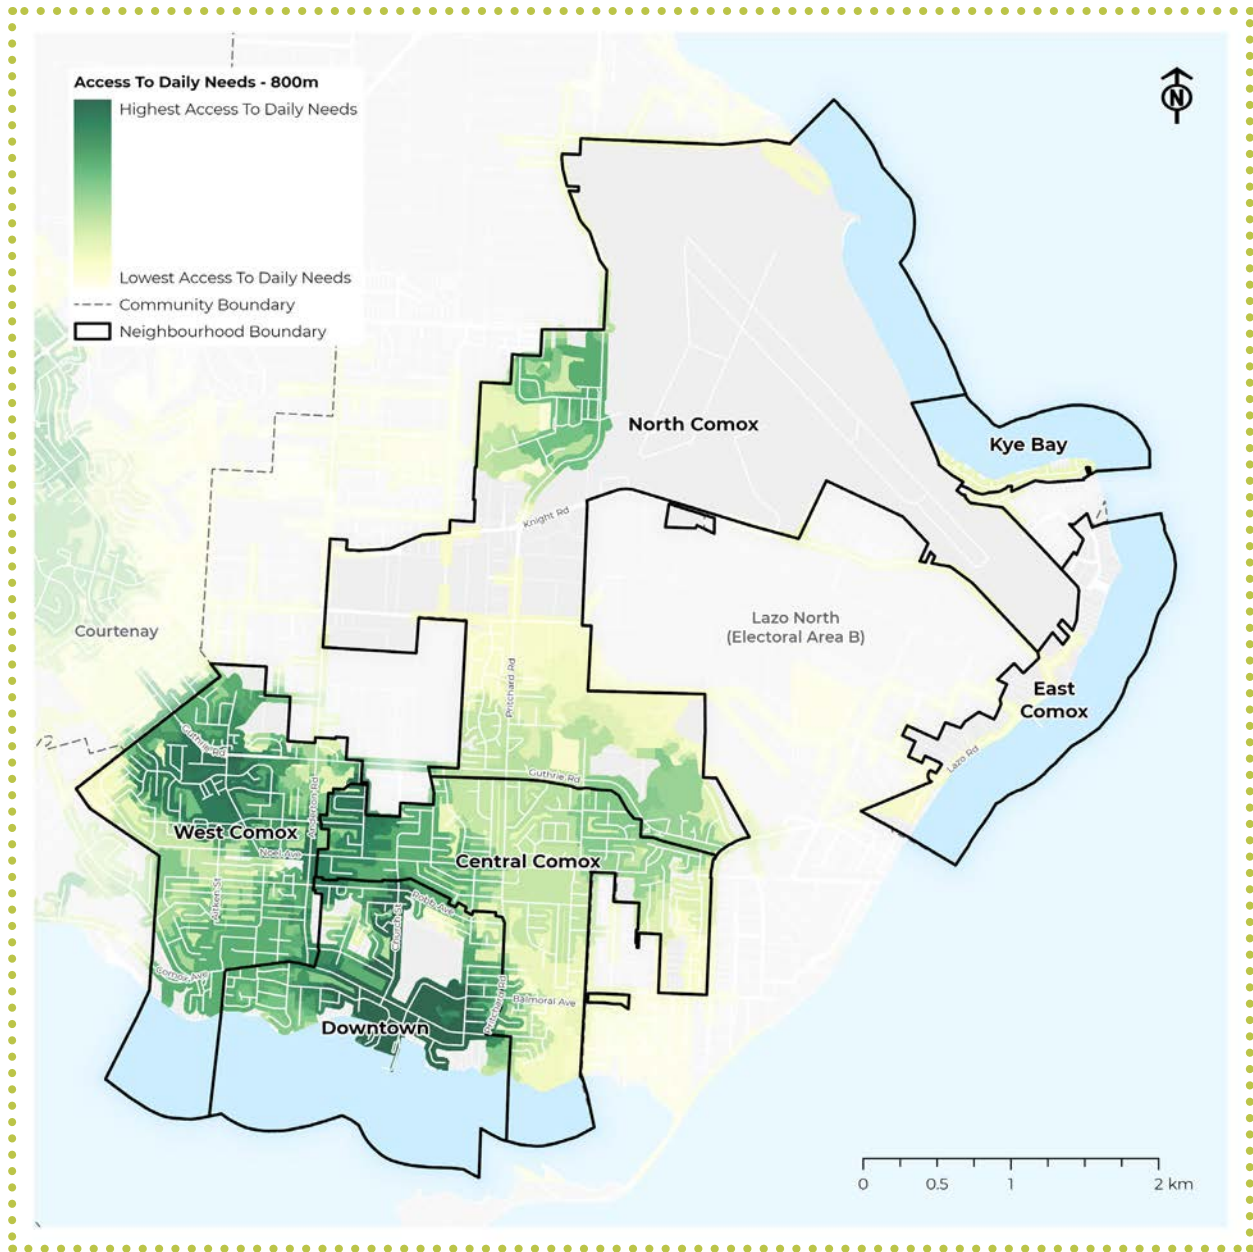 Access To Daily Needs - 800m
Highest Access To Daily Needs
Lowest Access To Daily Needs
Community Boundary
Neighbourhood Boundary
N
North Comox
Kye Bay
Knight Rd
Lazo North
(Electoral Area B)
Courtenay
Pritchard Rd
East
Comox
Guthrie Rd
Lazo Rd
Guthrie Rd
Anderton Rd
West Comox
Noel Ave
Central Comox
Aitken St
Robb Ave
Church St
Comox Ave
Pritchard Rd
Balmoral Ave
Downtown
0 0.5 1 2 km